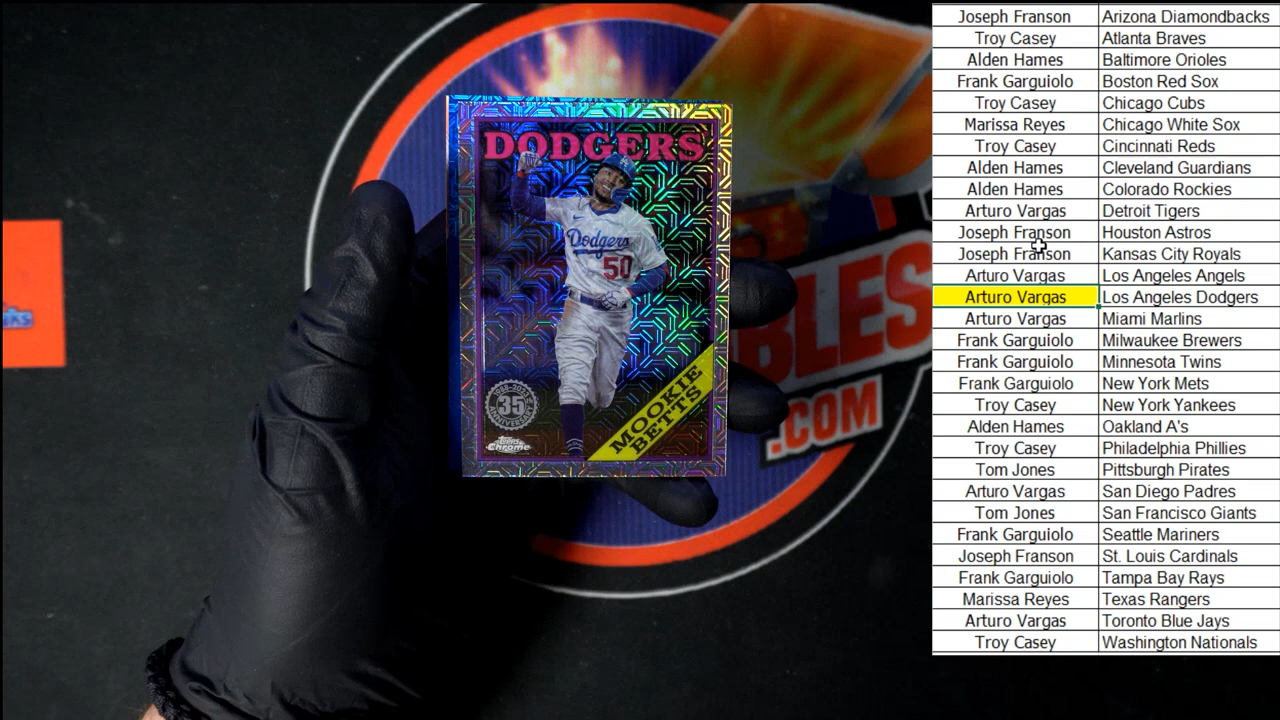 DODGERS
Dodgers
50
35
ANNIVERSARY
Topps
Chrome
MOOKIE
BETTS
BLES
.COM
Joseph Franson Arizona Diamondbacks
Troy Casey Atlanta Braves
Alden Hames Baltimore Orioles
Frank Garguiolo Boston Red Sox
Troy Casey Chicago Cubs
Marissa Reyes Chicago White Sox
Troy Casey Cincinnati Reds
Alden Hames Cleveland Guardians
Alden Hames Colorado Rockies
Arturo Vargas Detroit Tigers
Joseph Franson Houston Astros
Joseph Franson Kansas City Royals
Arturo Vargas Los Angeles Angels
Arturo Vargas Los Angeles Dodgers
Arturo Vargas Miami Marlins
Frank Garguiolo Milwaukee Brewers
Frank Garguiolo Minnesota Twins
Frank Garguiolo New York Mets
Troy Casey New York Yankees
Alden Hames Oakland A's
Troy Casey Philadelphia Phillies
Tom Jones Pittsburgh Pirates
Arturo Vargas San Diego Padres
Tom Jones San Francisco Giants
Frank Garguiolo Seattle Mariners
Joseph Franson St. Louis Cardinals
Frank Garguiolo Tampa Bay Rays
Marissa Reyes Texas Rangers
Arturo Vargas Toronto Blue Jays
Troy Casey Washington Nationals